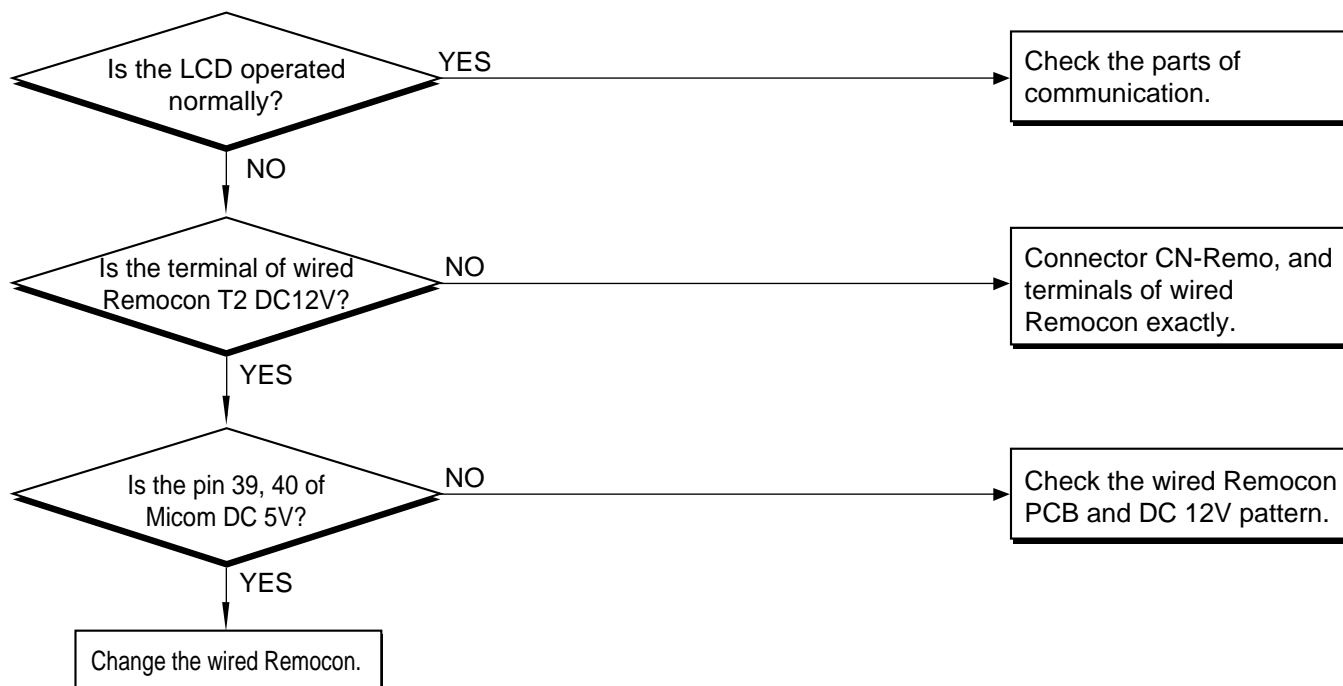 Is the LCD operated
normally?
YES
Check the parts of
communication.
NO
Is the terminal of wired
Remocon T2 DC12V?
NO
Connector CN-Remo, and
terminals of wired
Remocon exactly.
YES
Is the pin 39, 40 of
Micom DC 5V?
NO
Check the wired Remocon
PCB and DC 12V pattern.
YES
Change the wired Remocon.